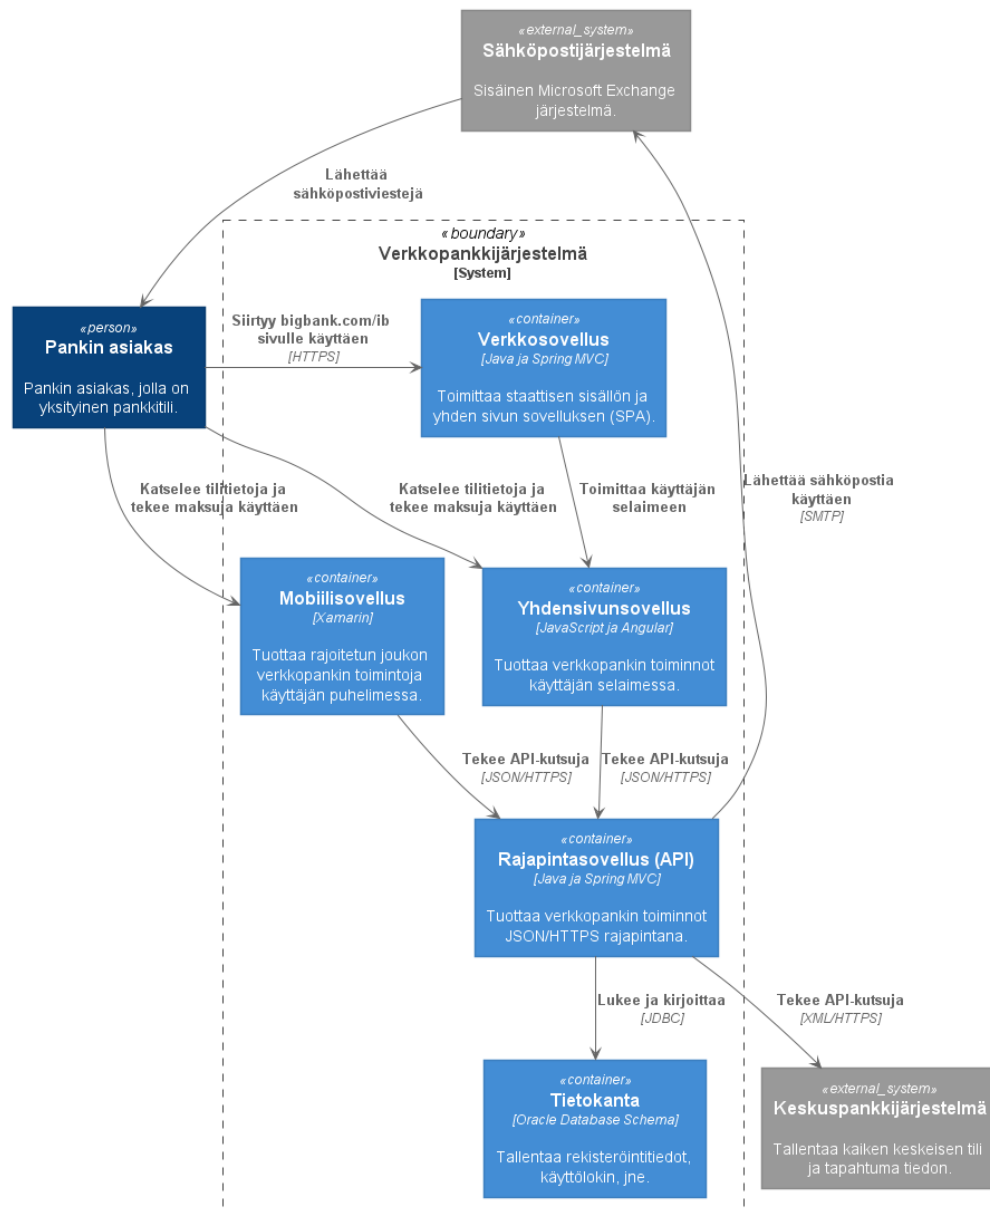 «external_system»
Sähköpostijärjestelmä
Sisäinen Microsoft Exchange
järjestelmä.
Lähettää
sähköpostiviestejä
«boundary»
Verkkopankkijärjestelmä
[System]
«person»
Pankin asiakas
Pankin asiakas, jolla on
yksityinen pankkitili.
Siirtyy bigbank.com/ib
sivulle käyttäen
[HTTPS]
«container»
Verkkosovellus
[Java ja Spring MVC]
Toimittaa staattisen sisällön ja
yhden sivun sovelluksen (SPA).
Katselee tilitietoja ja
tekee maksuja käyttäen
Katselee tilitietoja ja
tekee maksuja käyttäen
Toimittaa käyttäjän
selaimeen
Lähettää sähköpostia
käyttäen
[SMTP]
«container»
Mobiilisovellus
[Xamarin]
Tuottaa rajoitetun joukon
verkkopankin toimintoja
käyttäjän puhelimessa.
«container»
Yhdensivunsovellus
[JavaScript ja Angular]
Tuottaa verkkopankin toiminnot
käyttäjän selaimessa.
Tekee API-kutsuja
[JSON/HTTPS]
Tekee API-kutsuja
[JSON/HTTPS]
«container»
Rajapintasovellus (API)
[Java ja Spring MVC]
Tuottaa verkkopankin toiminnot
JSON/HTTPS rajapintana.
Lukee ja kirjoittaa
[JDBC]
Tekee API-kutsuja
[XML/HTTPS]
«container»
Tietokanta
[Oracle Database Schema]
Tallentaa rekisteröintitiedot,
käyttölokin, jne.
«external_system»
Keskuspankkijärjestelmä
Tallentaa kaiken keskeisen tili
ja tapahtuma tiedon.